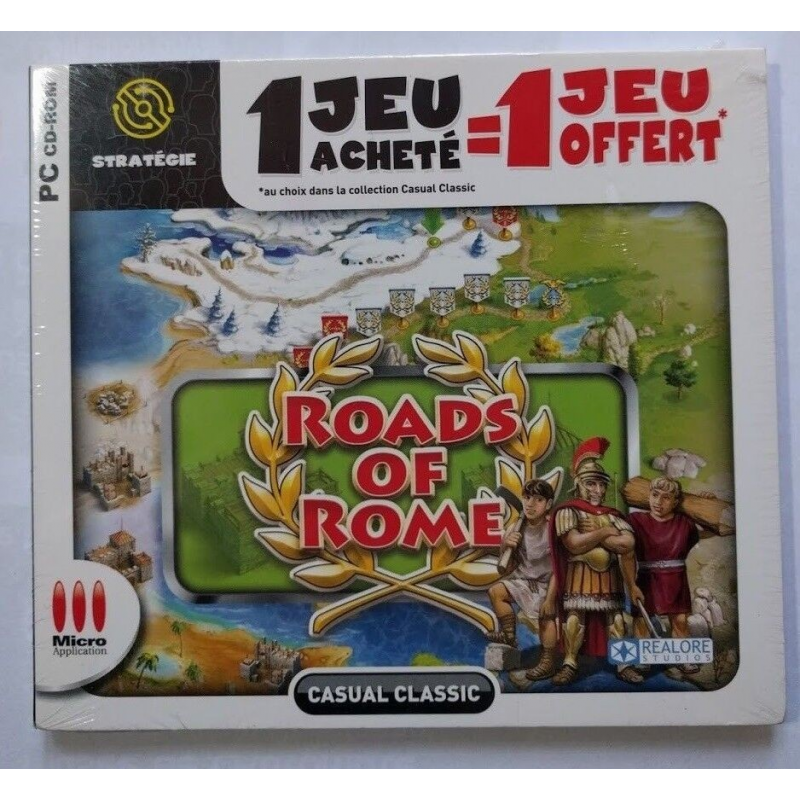 PC CD-ROM
STRATÉGIE
1 JEU ACHETÉ = 1 JEU OFFERT*
*au choix dans la collection Casual Classic
ROADS
OF
ROME
Micro
Application
REALORE
STUDIOS
CASUAL CLASSIC